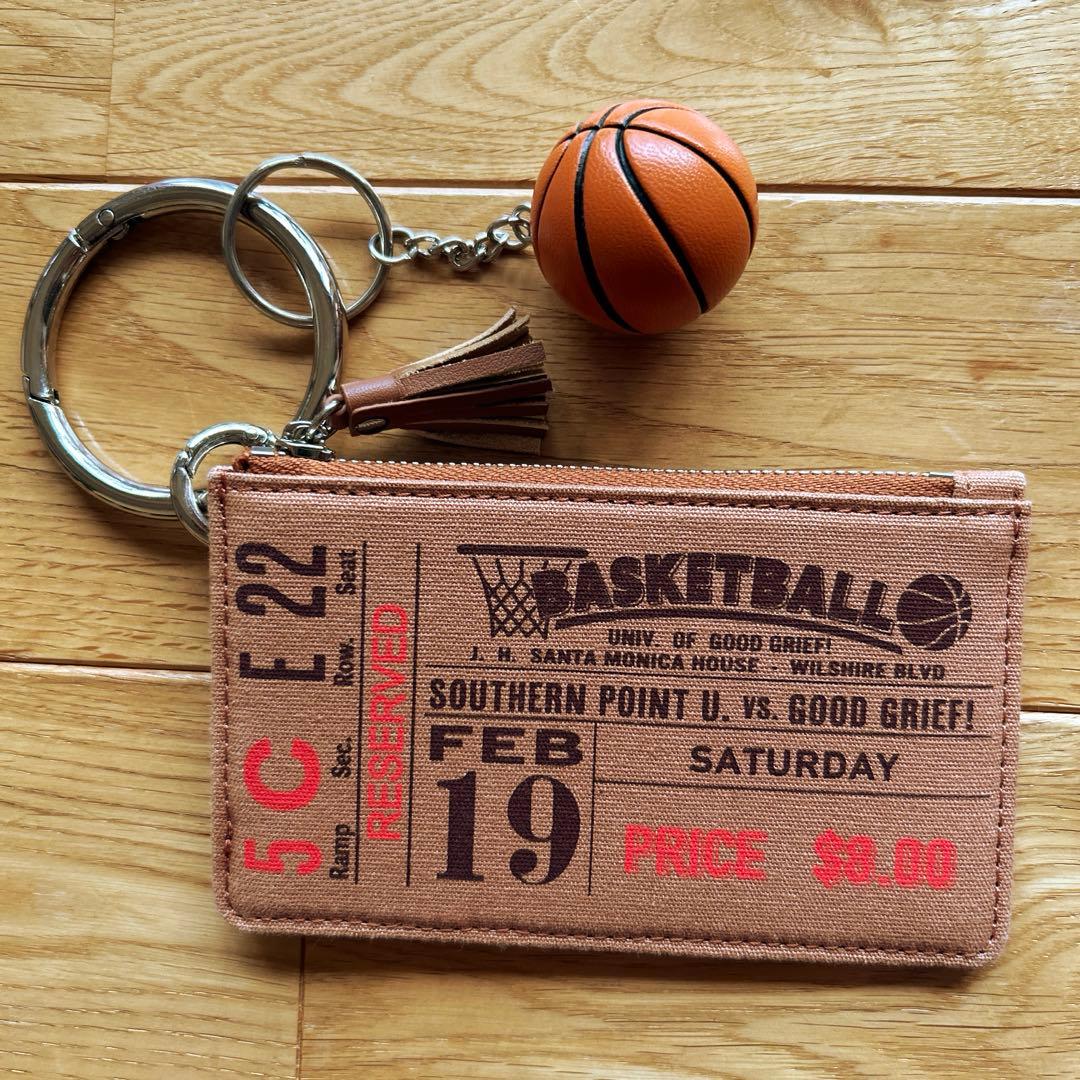 5 C E 22
Ramp Sec. Row. Seat
RESERVED
BASKETBALL
UNIV. OF GOOD GRIEF!
J. H. SANTA MONICA HOUSE - WILSHIRE BLVD
SOUTHERN POINT U. VS. GOOD GRIEF!
FEB
19
SATURDAY
PRICE $3.00